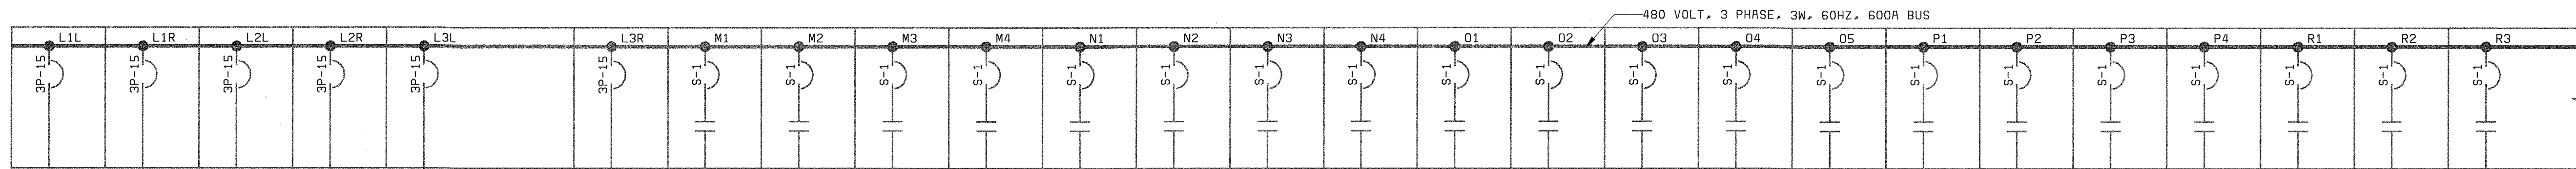 480 VOLT, 3 PHASE, 3W, 60HZ, 600A BUS
L1L L1R L2L L2R L3L L3R M1 M2 M3 M4 N1 N2 N3 N4 O1 O2 O3 O4 O5 P1 P2 P3 P4 R1 R2 R3
3P-15 3P-15 3P-15 3P-15 3P-15 3P-15 S-1 S-1 S-1 S-1 S-1 S-1 S-1 S-1 S-1 S-1 S-1 S-1 S-1 S-1 S-1 S-1 S-1 S-1 S-1 S-1